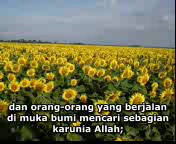 dan orang-orang yang berjalan
di muka bumi mencari sebagian
karunia Allah;